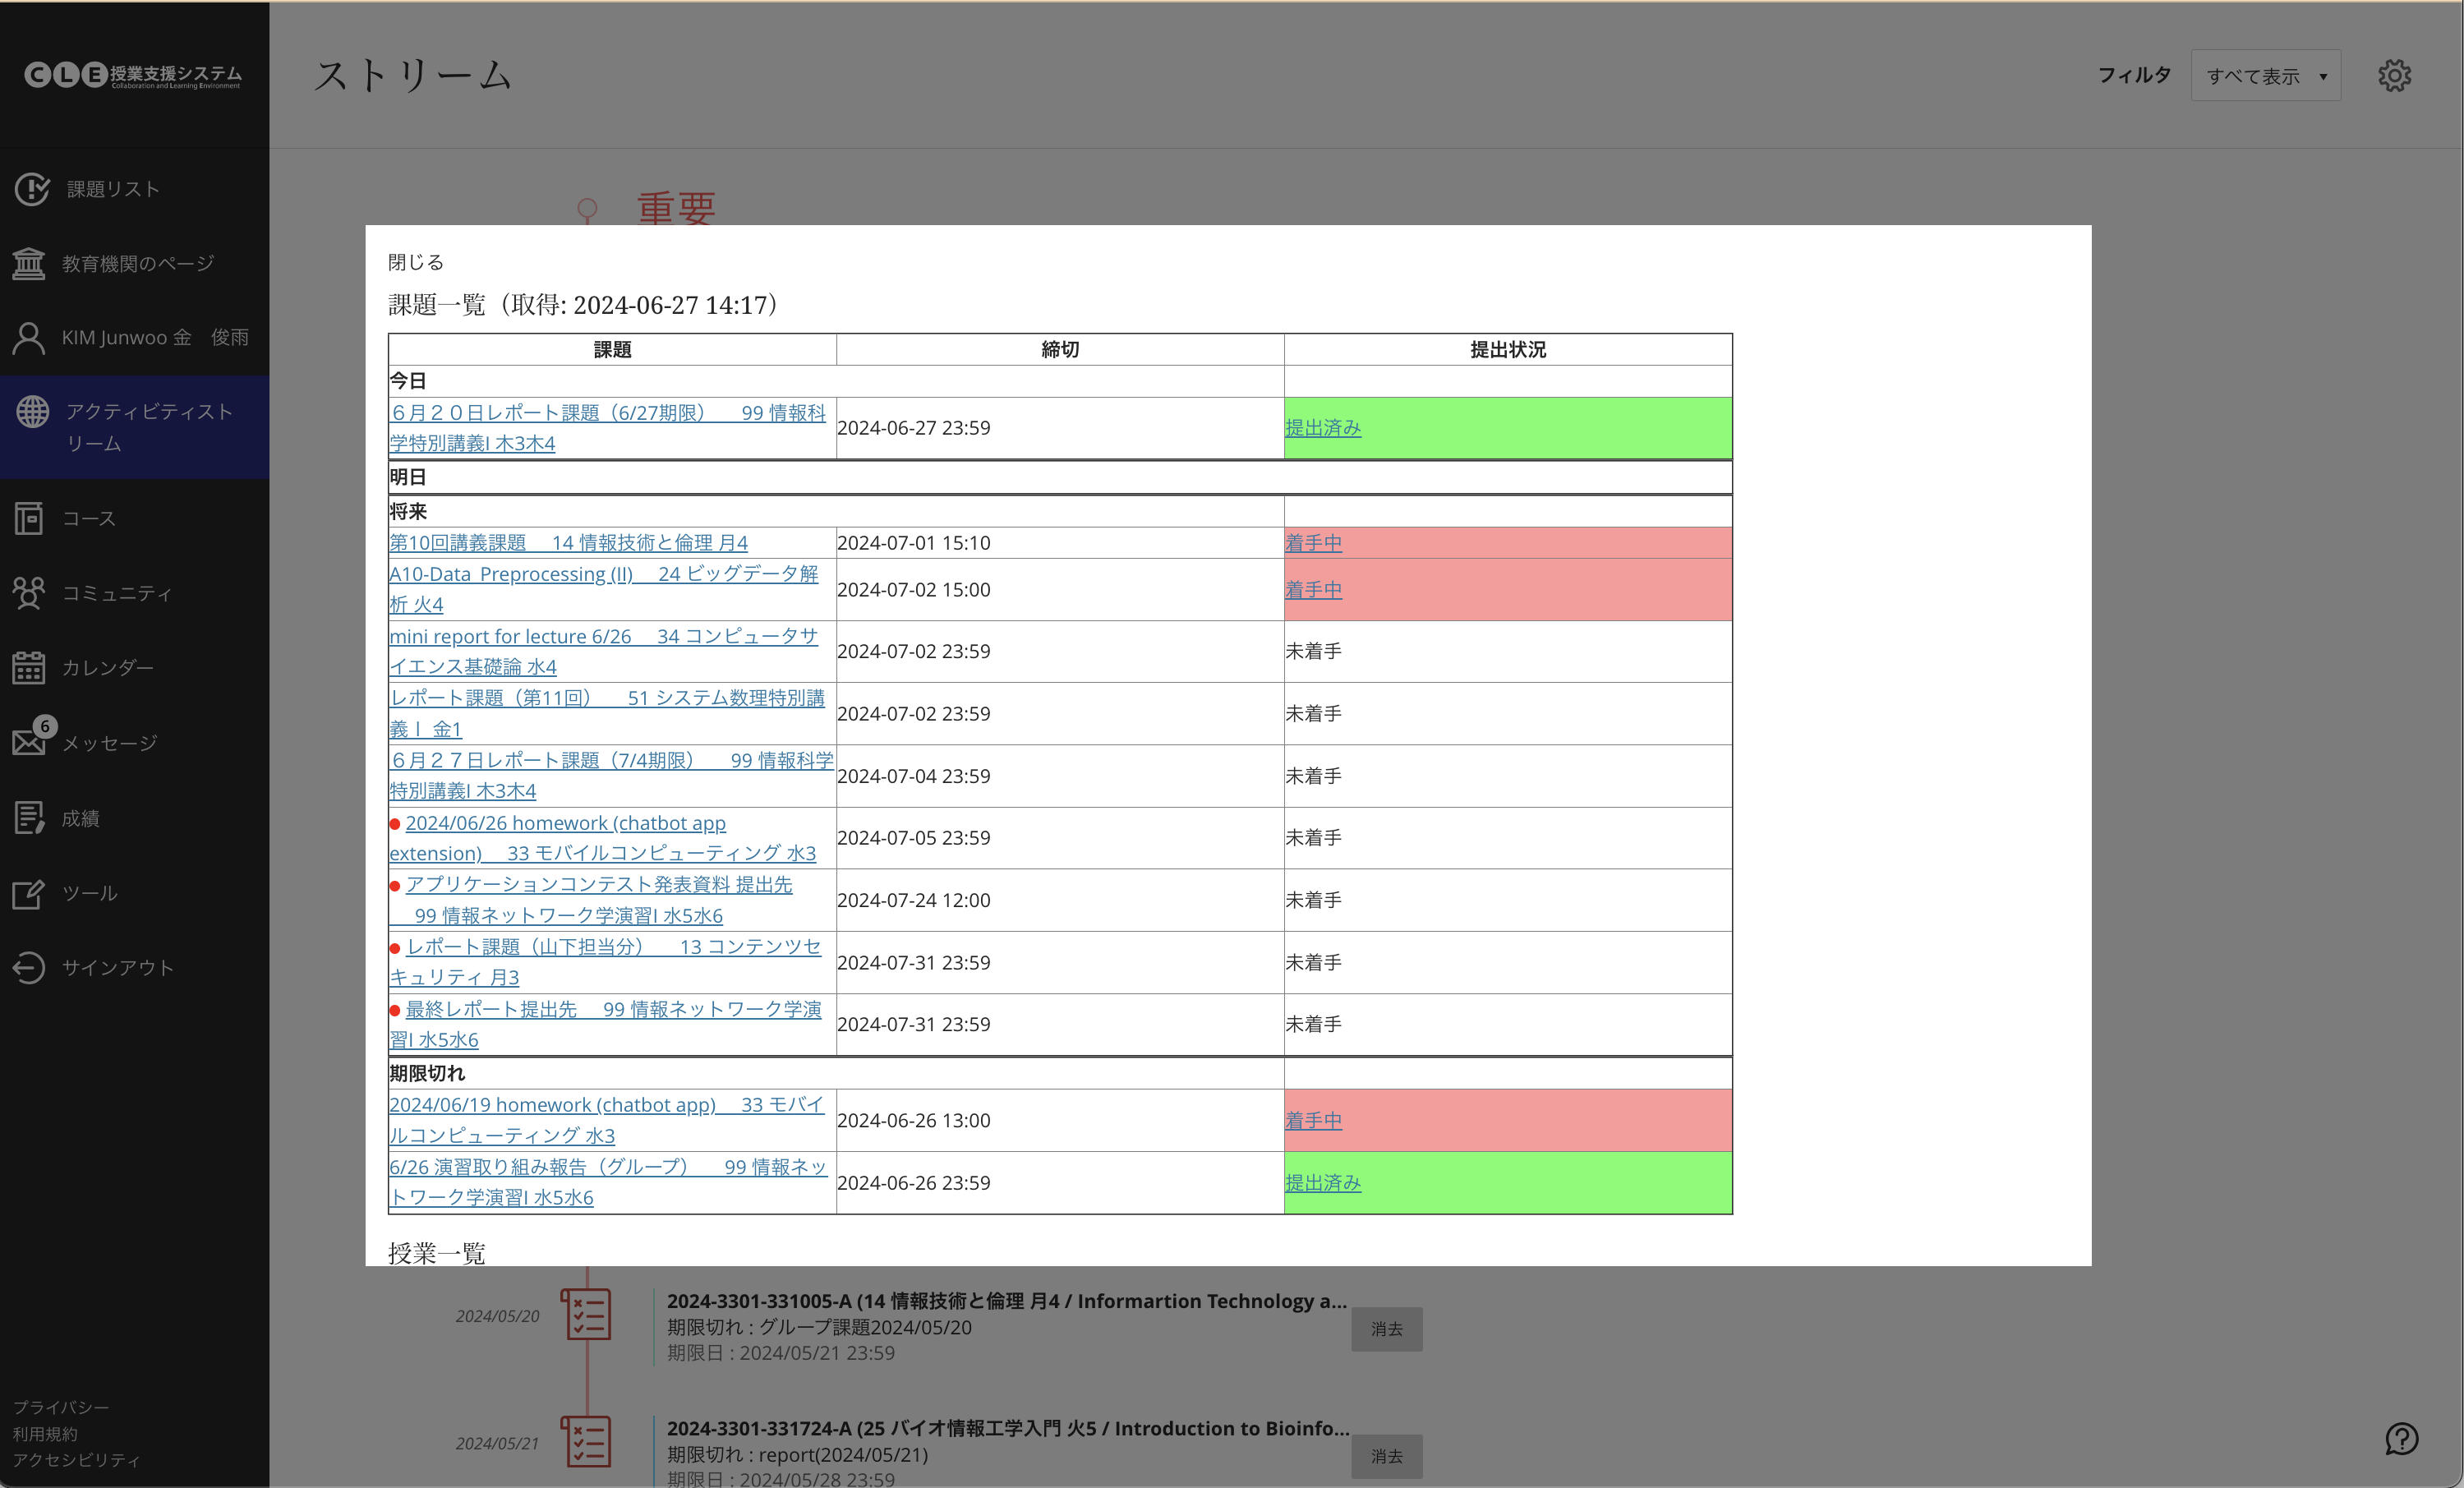 CLE授業支援システム
Collaboration and Learning Environment
ストリーム
フィルタ
すべて表示
課題リスト
教育機関のページ
KIM Junwoo 金　俊雨
アクティビティスト
リーム
コース
コミュニティ
カレンダー
6
メッセージ
成績
ツール
サインアウト
プライバシー
利用規約
アクセシビリティ
重要
閉じる
課題一覧（取得: 2024-06-27 14:17）
課題 締切 提出状況
今日
６月２０日レポート課題（6/27期限）　99 情報科
学特別講義I 木3木4
2024-06-27 23:59
提出済み
明日
将来
第10回講義課題　14 情報技術と倫理 月4
2024-07-01 15:10
着手中
A10-Data Preprocessing (II)　24 ビッグデータ解
析 火4
2024-07-02 15:00
着手中
mini report for lecture 6/26　34 コンピュータサ
イエンス基礎論 水4
2024-07-02 23:59
未着手
レポート課題（第11回）　51 システム数理特別講
義Ⅰ 金1
2024-07-02 23:59
未着手
６月２７日レポート課題（7/4期限）　99 情報科学
特別講義I 木3木4
2024-07-04 23:59
未着手
2024/06/26 homework (chatbot app
extension)　33 モバイルコンピューティング 水3
2024-07-05 23:59
未着手
アプリケーションコンテスト発表資料 提出先
99 情報ネットワーク学演習I 水5水6
2024-07-24 12:00
未着手
レポート課題（山下担当分）　13 コンテンツセ
キュリティ 月3
2024-07-31 23:59
未着手
最終レポート提出先　99 情報ネットワーク学演
習I 水5水6
2024-07-31 23:59
未着手
期限切れ
2024/06/19 homework (chatbot app)　33 モバイ
ルコンピューティング 水3
2024-06-26 13:00
着手中
6/26 演習取り組み報告（グループ）　99 情報ネッ
トワーク学演習I 水5水6
2024-06-26 23:59
提出済み
授業一覧
2024/05/20
2024-3301-331005-A (14 情報技術と倫理 月4 / Informartion Technology a...
期限切れ : グループ課題2024/05/20
期限日 : 2024/05/21 23:59
消去
2024/05/21
2024-3301-331724-A (25 バイオ情報工学入門 火5 / Introduction to Bioinfo...
期限切れ : report(2024/05/21)
期限日 : 2024/05/28 23:59
消去